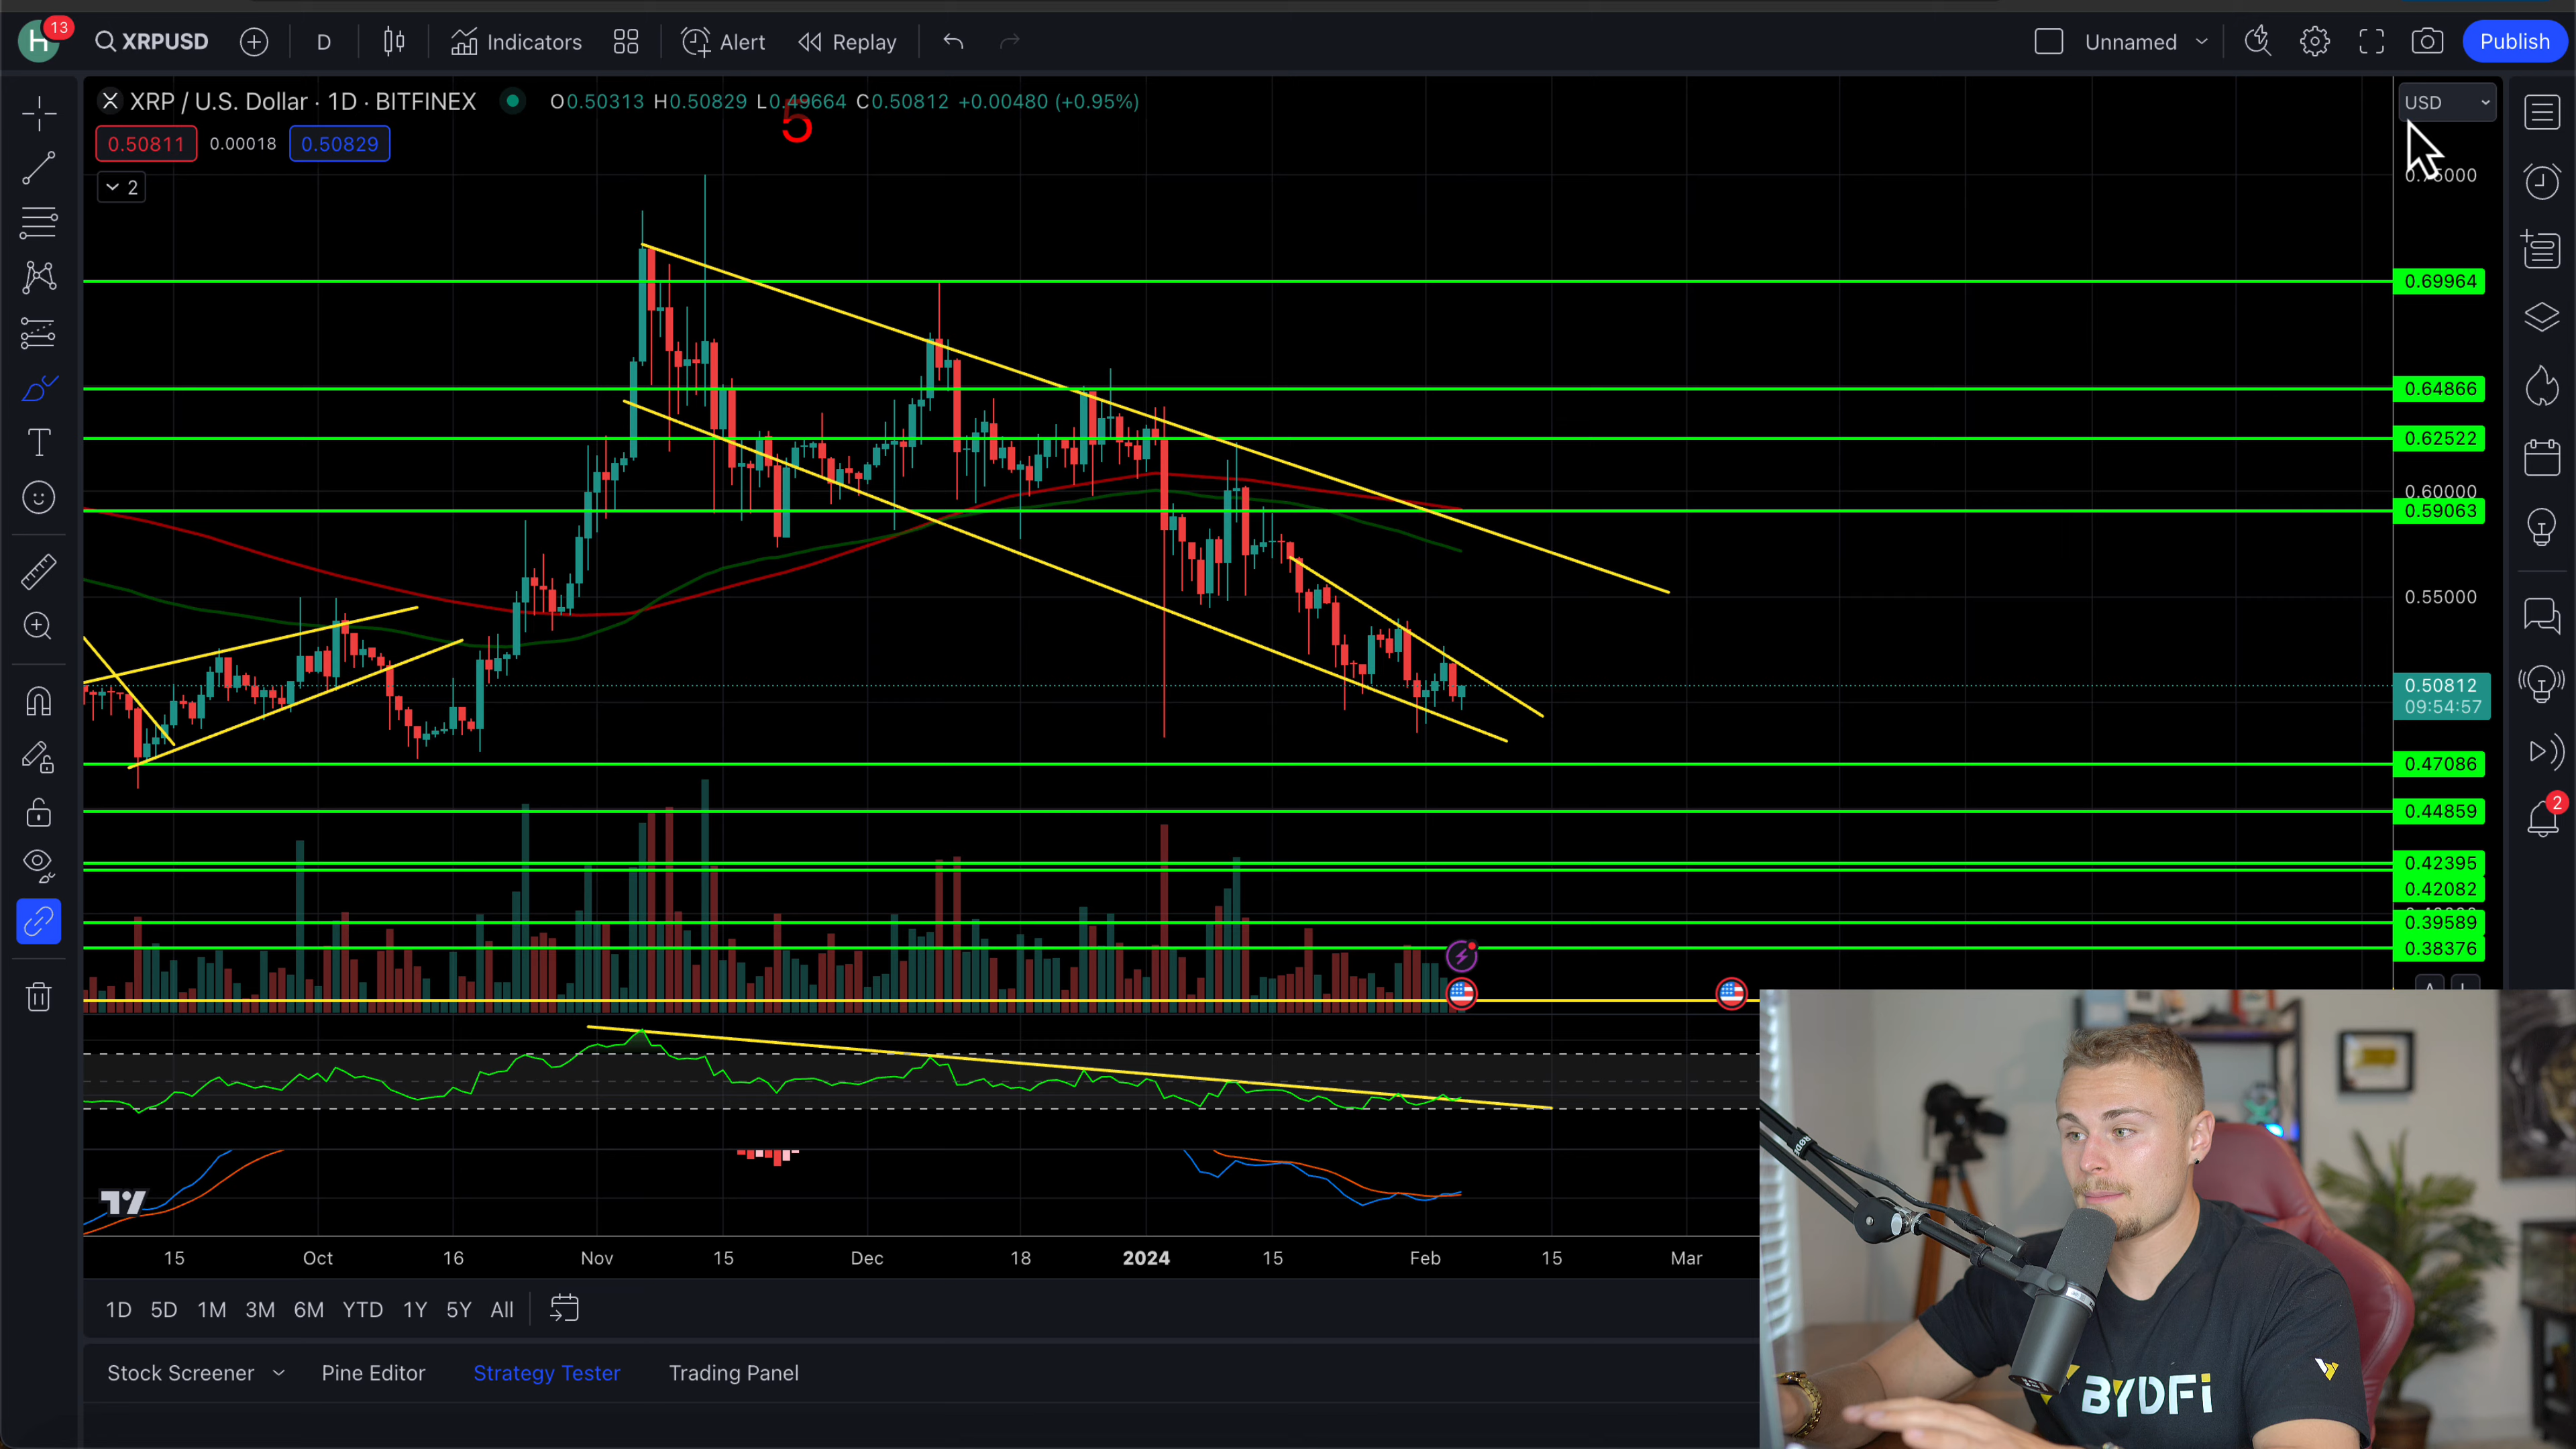 H 13 XRPUSD D Indicators Alert Replay Unnamed Publish
XRP / U.S. Dollar · 1D · BITFINEX O0.50313 H0.50829 L0.49664 C0.50812 +0.00480 (+0.95%)
USD
5
0.50811 0.00018 0.50829
2
0.69964
0.64866
0.62522
0.60000
0.59063
0.55000
0.50812
09:54:57
0.47086
2
0.44859
0.42395
0.42082
0.39589
0.38376
15 Oct 16 Nov 15 Dec 18 2024 15 Feb 15 Mar
1D 5D 1M 3M 6M YTD 1Y 5Y All
Stock Screener Pine Editor Strategy Tester Trading Panel
RØDE
BYDFi